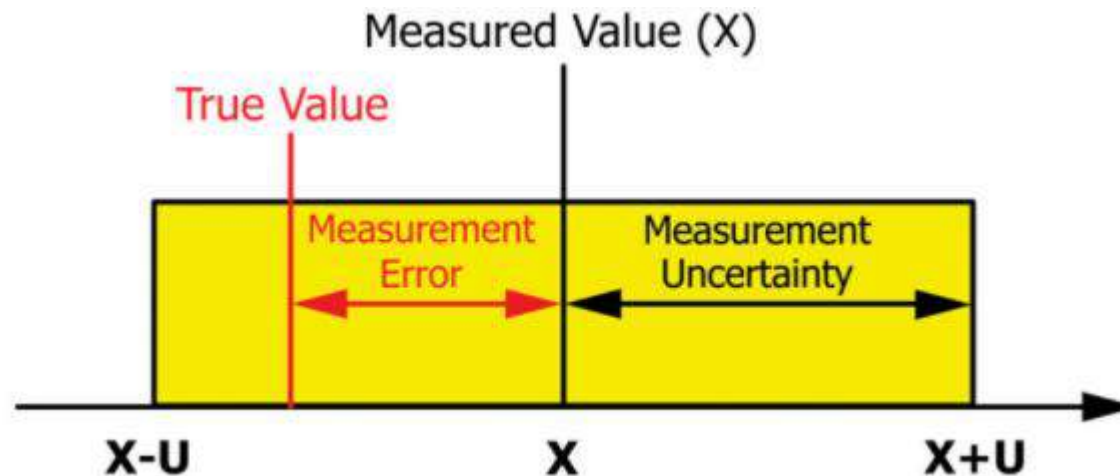 Measured Value (X)
True Value
Measurement
Error
Measurement
Uncertainty
X-U
X
X+U